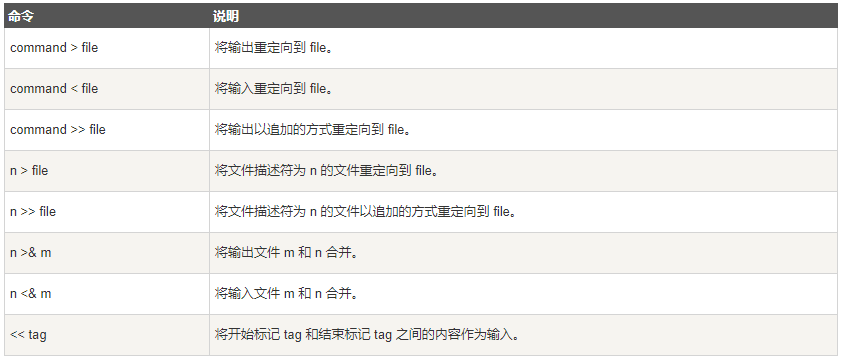 命令 说明
command > file 将输出重定向到 file。
command < file 将输入重定向到 file。
command >> file 将输出以追加的方式重定向到 file。
n > file 将文件描述符为 n 的文件重定向到 file。
n >> file 将文件描述符为 n 的文件以追加的方式重定向到 file。
n >& m 将输出文件 m 和 n 合并。
n <& m 将输入文件 m 和 n 合并。
<< tag 将开始标记 tag 和结束标记 tag 之间的内容作为输入。